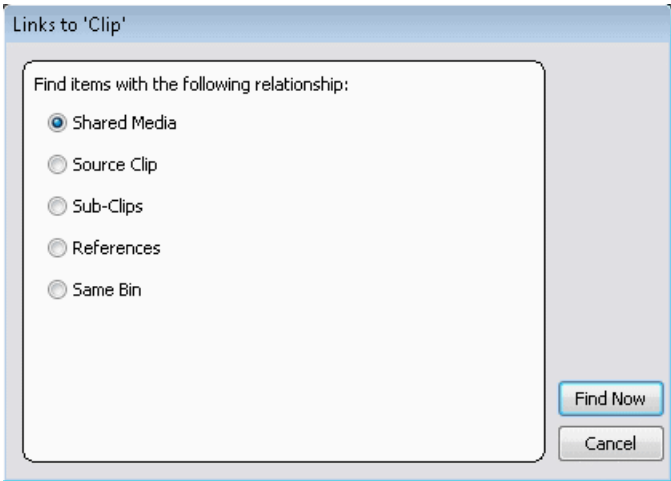 Links to 'Clip'
Find items with the following relationship:
Shared Media
Source Clip
Sub-Clips
References
Same Bin
Find Now
Cancel